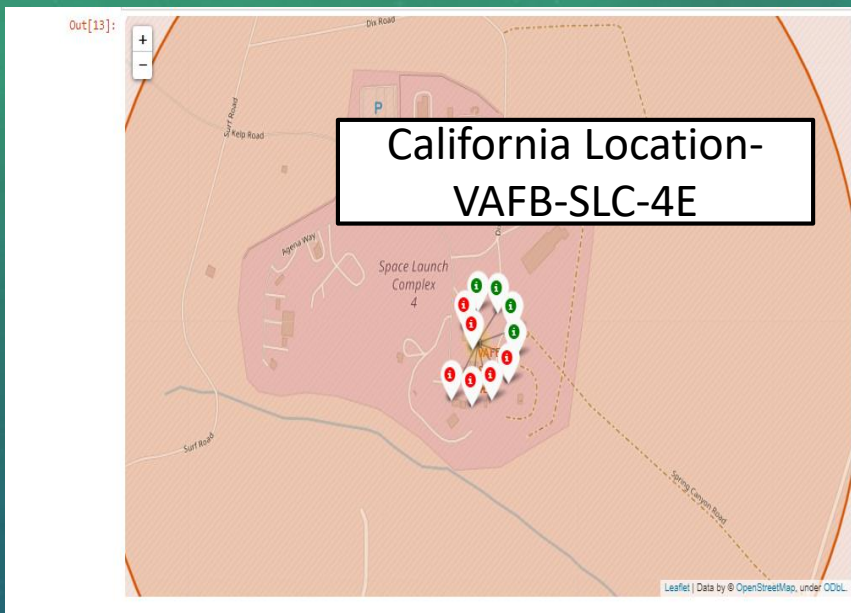 Out[13]:
+
−
Dix Road
Surf Road
Kelp Road
P
California Location-
VAFB-SLC-4E
Agena Way
Space Launch
Complex
4
Surf Road
Spring Canyon Road
Leaflet | Data by © OpenStreetMap, under ODbL.